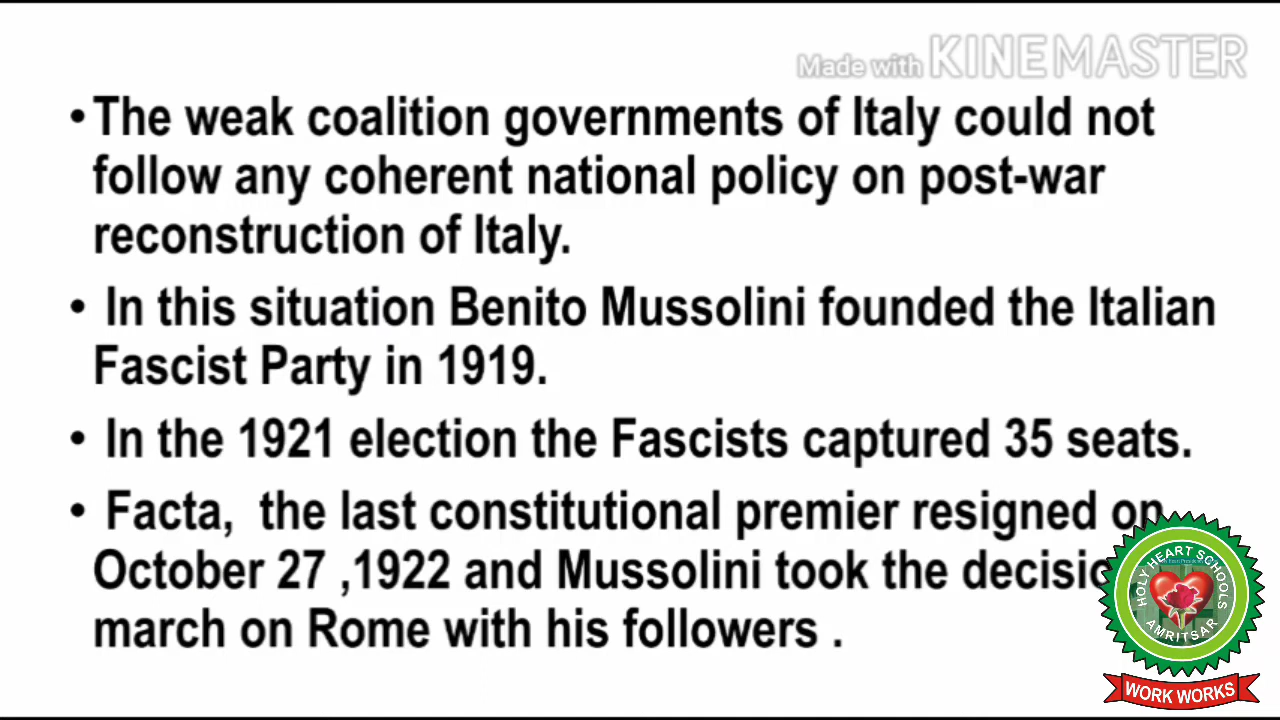 Made with KINEMASTER
•The weak coalition governments of Italy could not
follow any coherent national policy on post-war
reconstruction of Italy.
• In this situation Benito Mussolini founded the Italian
Fascist Party in 1919.
• In the 1921 election the Fascists captured 35 seats.
• Facta, the last constitutional premier resigned on
October 27 ,1922 and Mussolini took the
march on Rome with his followers .
HOLY HEART SCHOOLS
AMRITSAR
WORK WORKS